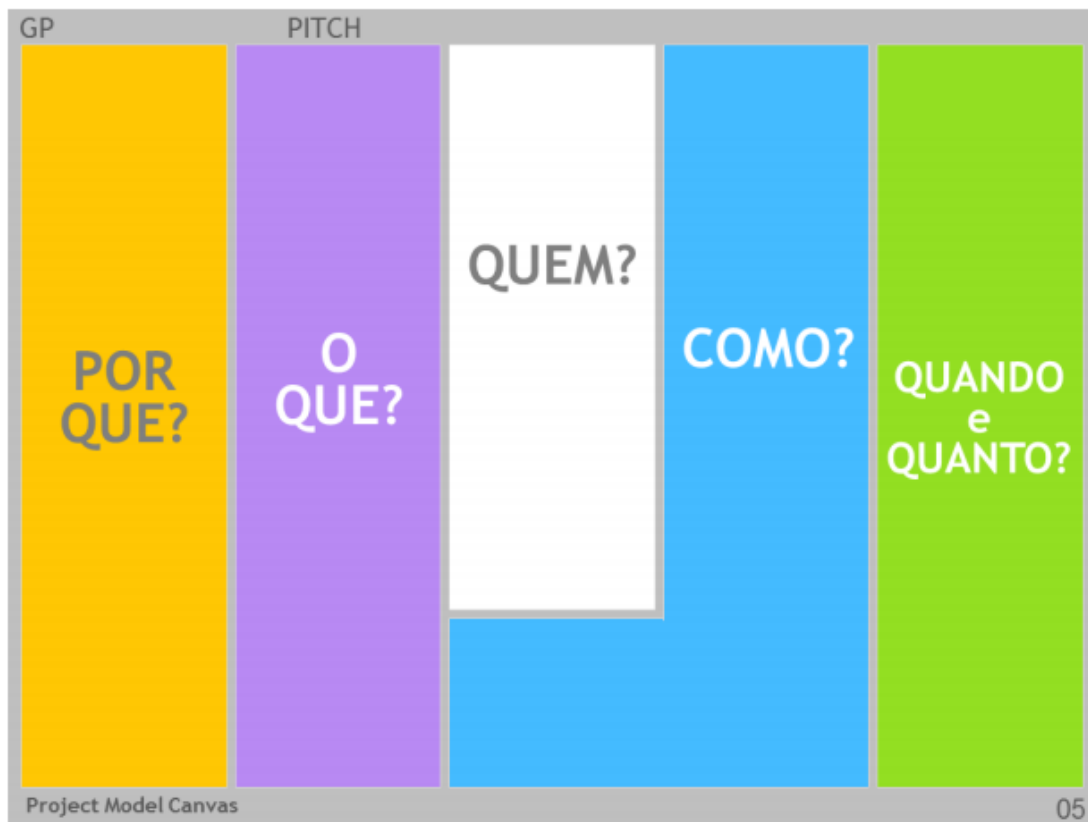 GP
PITCH
POR
QUE?
O
QUE?
QUEM?
COMO?
QUANDO
e
QUANTO?
Project Model Canvas
05